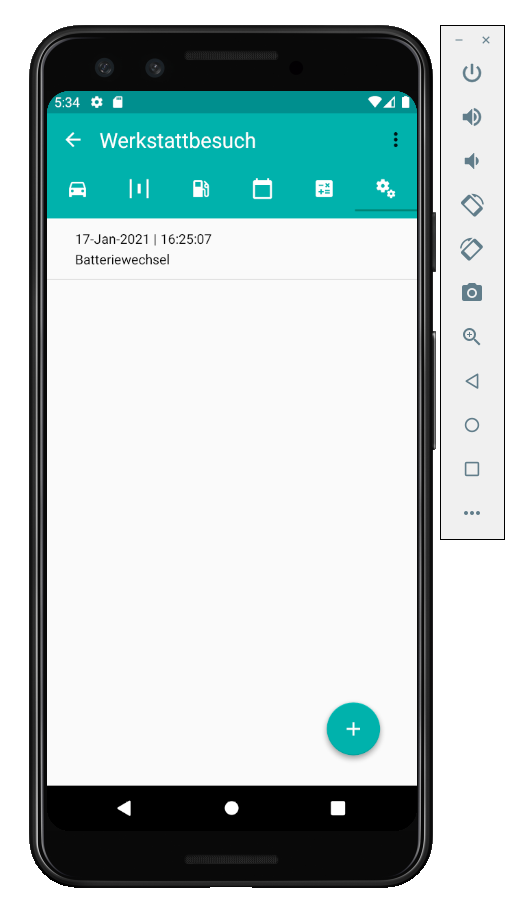 5:34
Werkstattbesuch
17-Jan-2021 | 16:25:07
Batteriewechsel